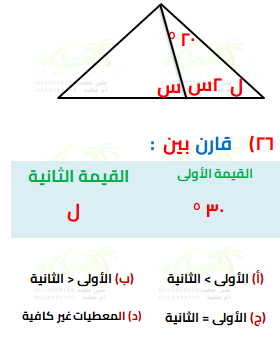 ٢٠ °
س ٢س ل
٢٦) قارن بين :
القيمة الأولى القيمة الثانية
٣٠ ° ل
(أ) الأولى > الثانية (ب) الأولى < الثانية
(ج) الأولى = الثانية (د) المعطيات غير كافية